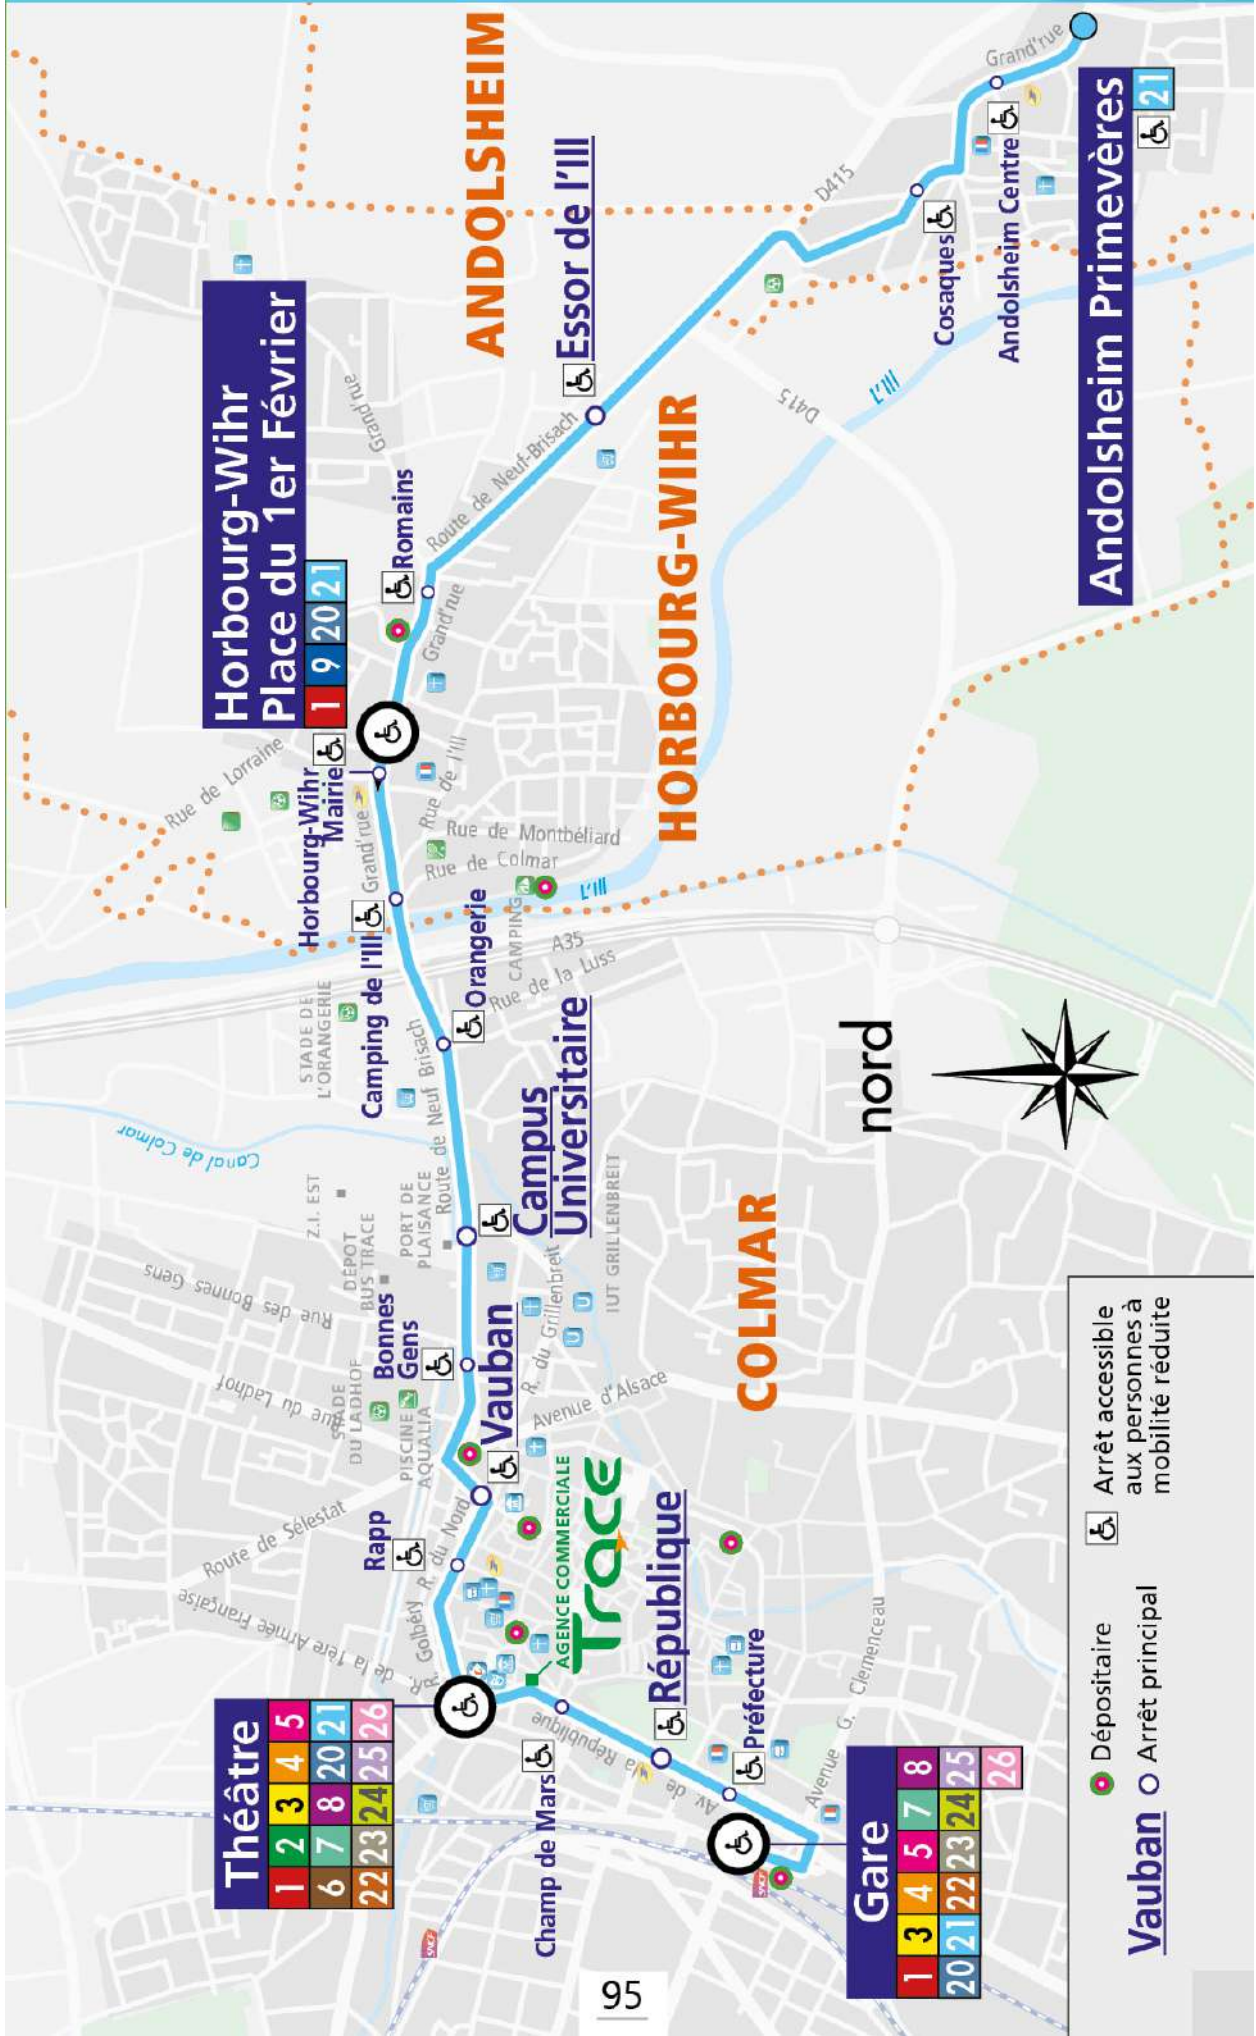 Théâtre
1 2 3 4 5
6 7 8 20 21
22 23 24 25 26
Gare
1 3 4 5 7 8
20 21 22 23 24 25
26
Horbourg-Wihr
Place du 1er Février
1 9 20 21
Andolsheim Primevères
21
Préfecture
République
Champ de Mars
Rapp
Vauban
Bonnes
Gens
Campus
Universitaire
Orangerie
Camping de l'Ill
Horbourg-Wihr
Mairie
Romains
Essor de l'Ill
Cosaques
Andolsheim Centre
COLMAR
HORBOURG-WIHR
ANDOLSHEIM
AGENCE COMMERCIALE
Trace
Avenue G. Clemenceau
Av. de la République
R. de la 1ère Armée Française
R. Golbéry
R. du Nord
Route de Sélestat
Rue du Ladhof
Rue des Bonnes Gens
STADE
DU LADHOF
PISCINE
AQUALIA
DÉPOT
BUS TRACE
Z.I. EST
PORT DE
PLAISANCE
Avenue d'Alsace
R. du Grillenbreit
IUT GRILLENBREIT
Canal de Colmar
Route de Neuf Brisach
STADE DE
L'ORANGERIE
Rue de la Luss
A35
CAMPING
L'Ill
Rue de Colmar
Rue de Montbéliard
Rue de l'Ill
Grand'rue
Rue de Lorraine
Grand'rue
Grand'rue
Route de Neuf-Brisach
D415
D415
L'Ill
Grand'rue
SNCF
SNCF
U
U
nord
Vauban
Dépositaire
Arrêt principal
Arrêt accessible
aux personnes à
mobilité réduite
95